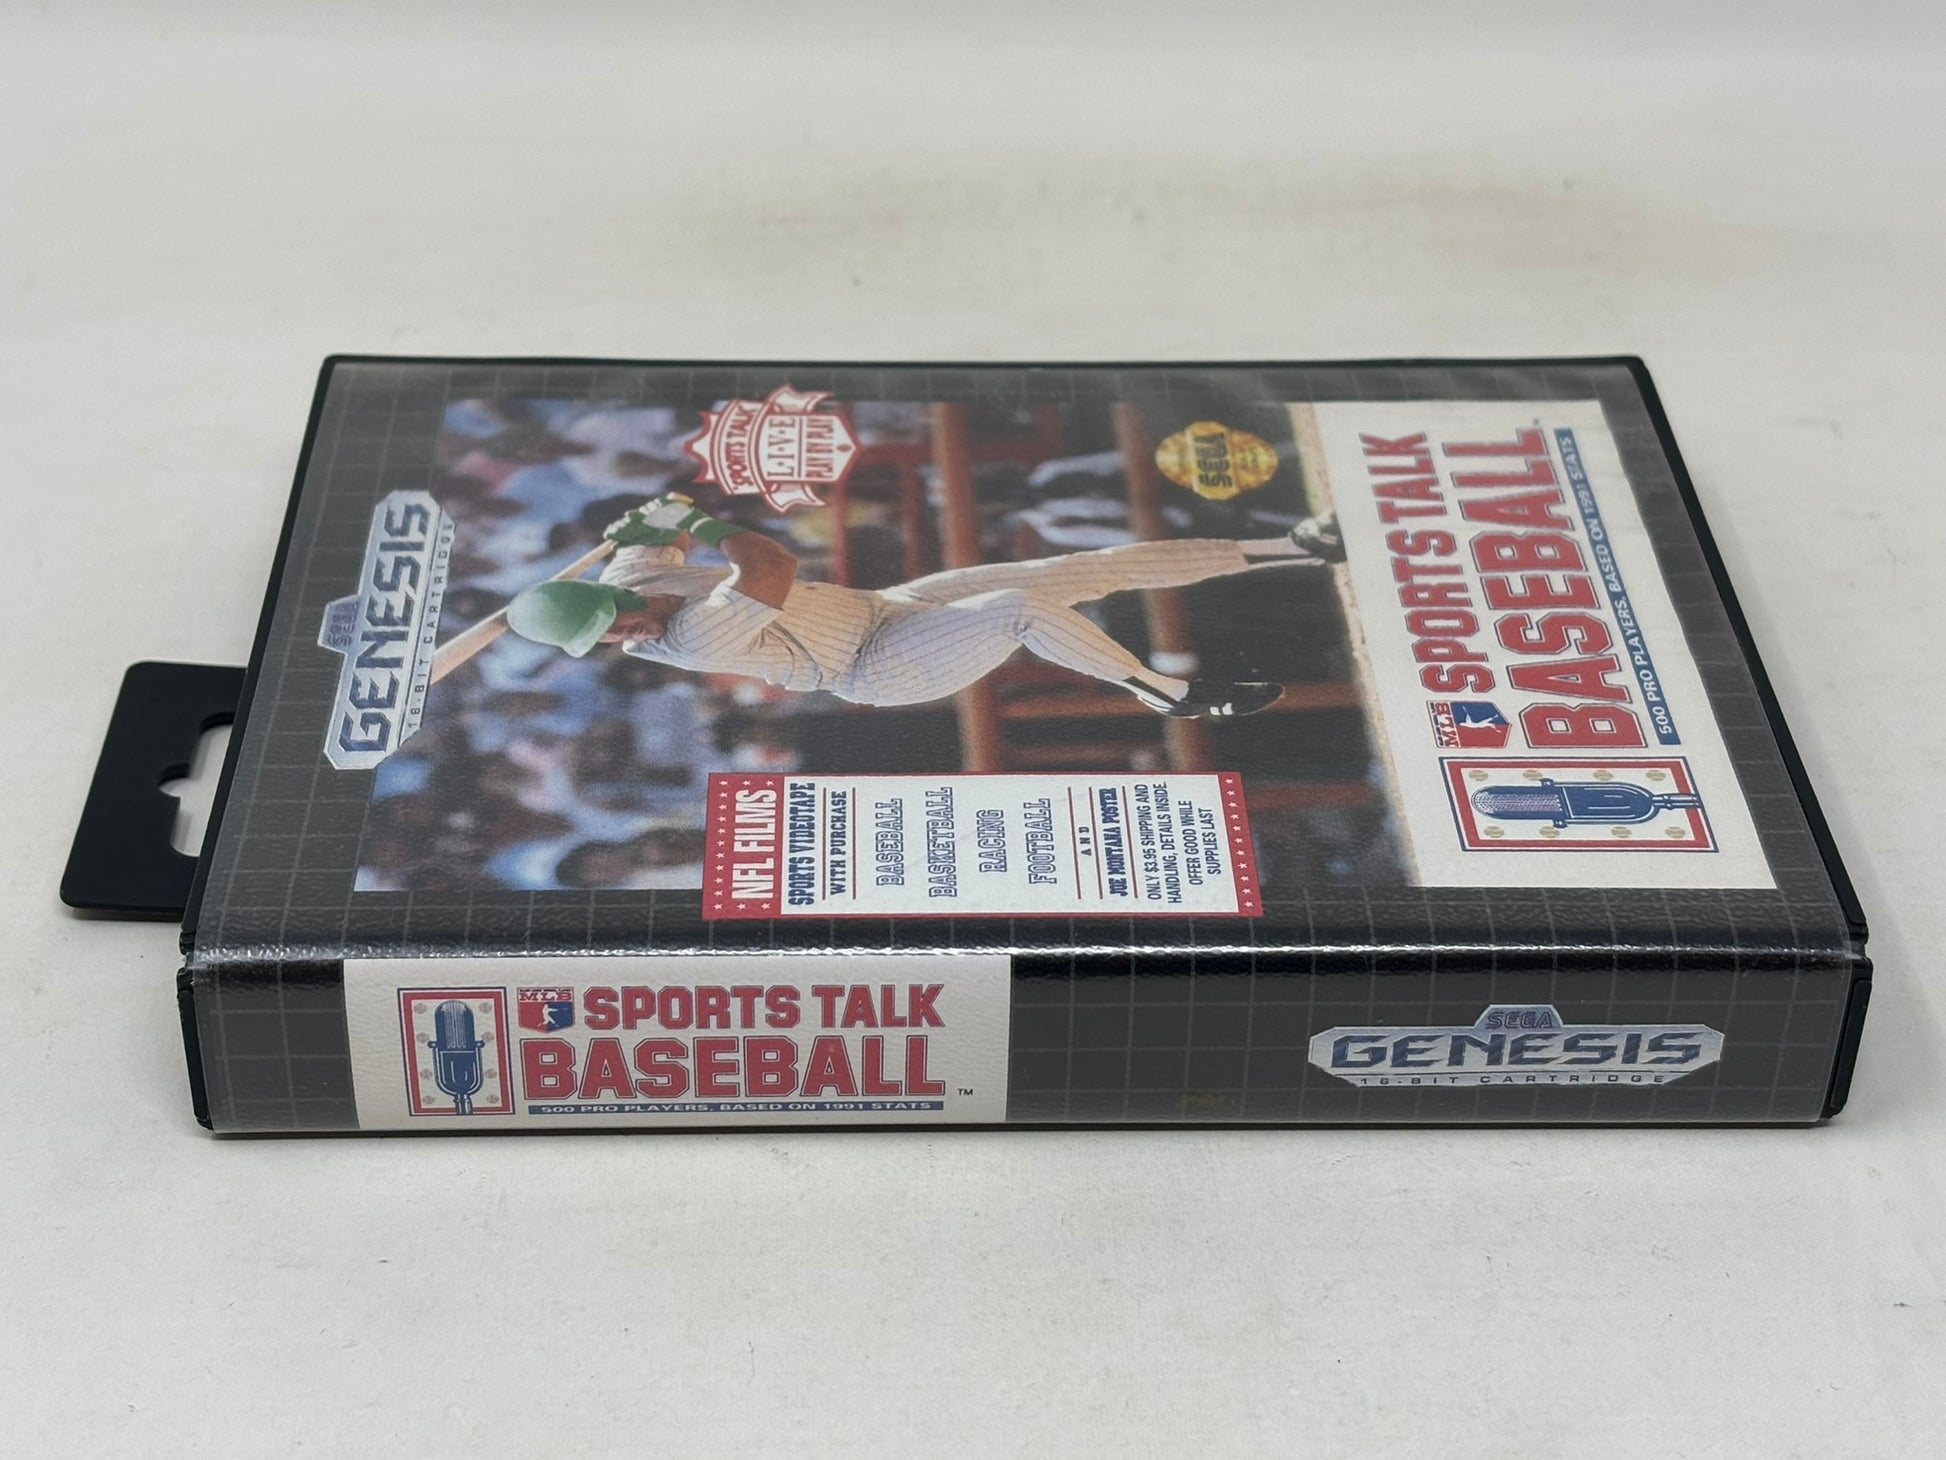 SEGA
GENESIS
16-BIT CARTRIDGE
SPORTS TALK
L·I·V·E
PLAY BY PLAY
SEGA
NFL FILMS
SPORTS VIDEOTAPE
WITH PURCHASE
BASEBALL
BASKETBALL
RACING
FOOTBALL
AND
JOE MONTANA POSTER
ONLY $3.95 SHIPPING AND
HANDLING, DETAILS INSIDE.
OFFER GOOD WHILE
SUPPLIES LAST
MLB
SPORTS TALK
BASEBALL™
500 PRO PLAYERS, BASED ON 1991 STATS
MLB
SPORTS TALK
BASEBALL™
500 PRO PLAYERS, BASED ON 1991 STATS
SEGA
GENESIS
16-BIT CARTRIDGE